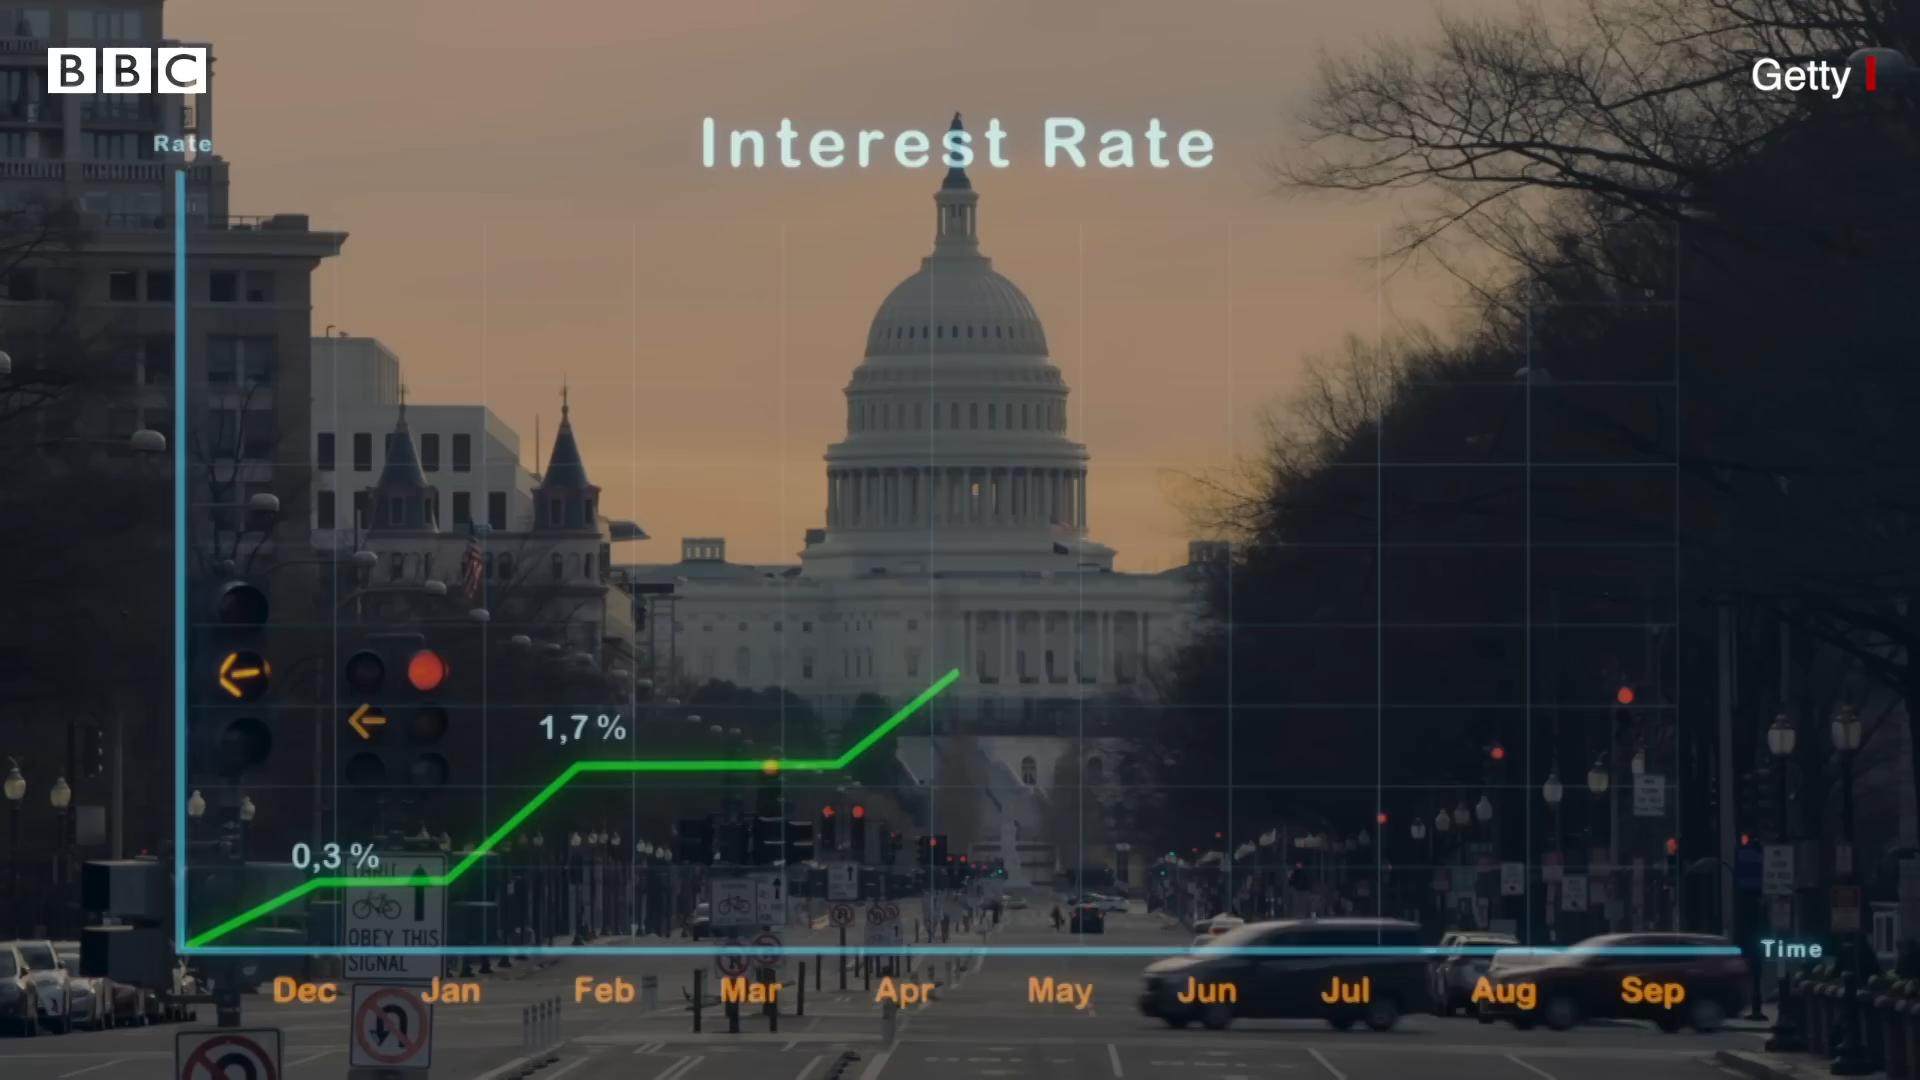 BBC
Getty
Interest Rate
Rate
1,7 %
0,3 %
OBEY THIS
SIGNAL
Time
Dec Jan Feb Mar Apr May Jun Jul Aug Sep